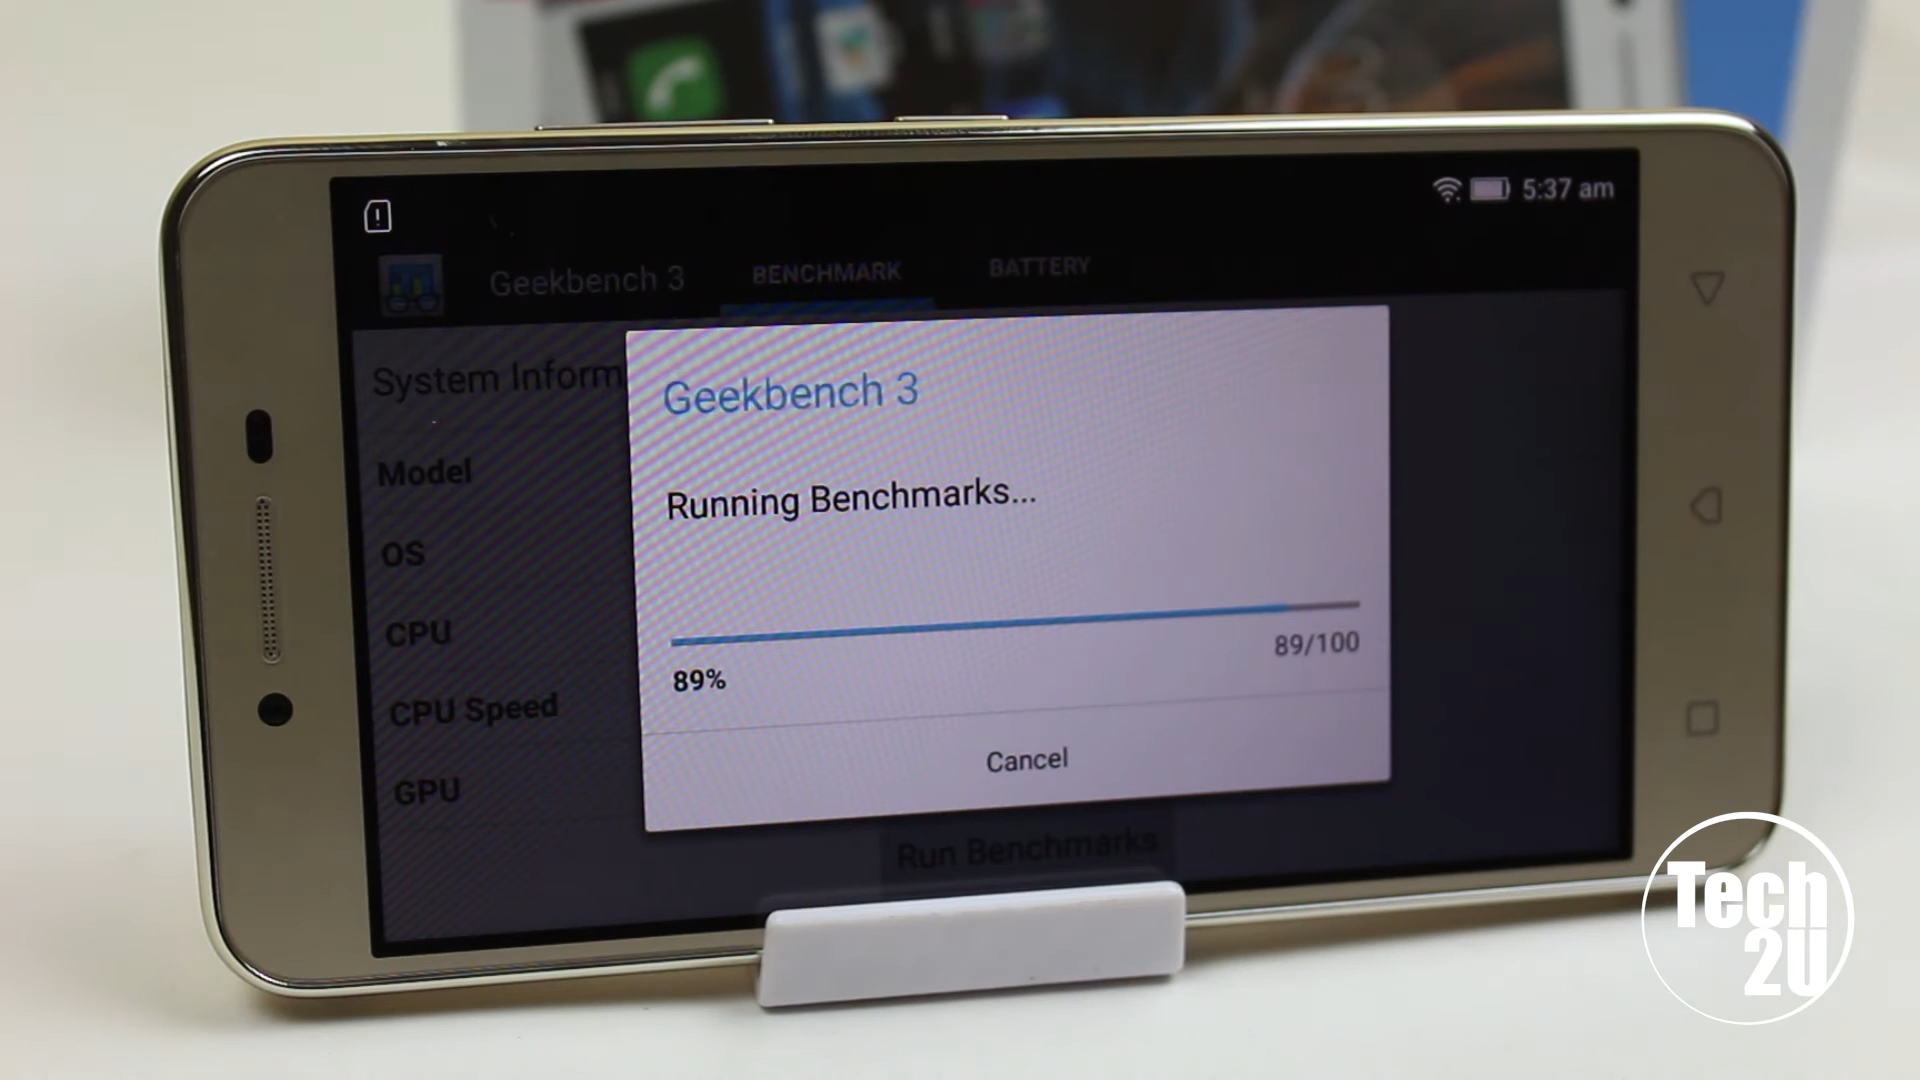 5:37 am
Geekbench 3
BENCHMARK
BATTERY
System Inform
Geekbench 3
Model
Running Benchmarks...
OS
CPU
89/100
89%
CPU Speed
Cancel
GPU
Run Benchmarks
Tech
2U